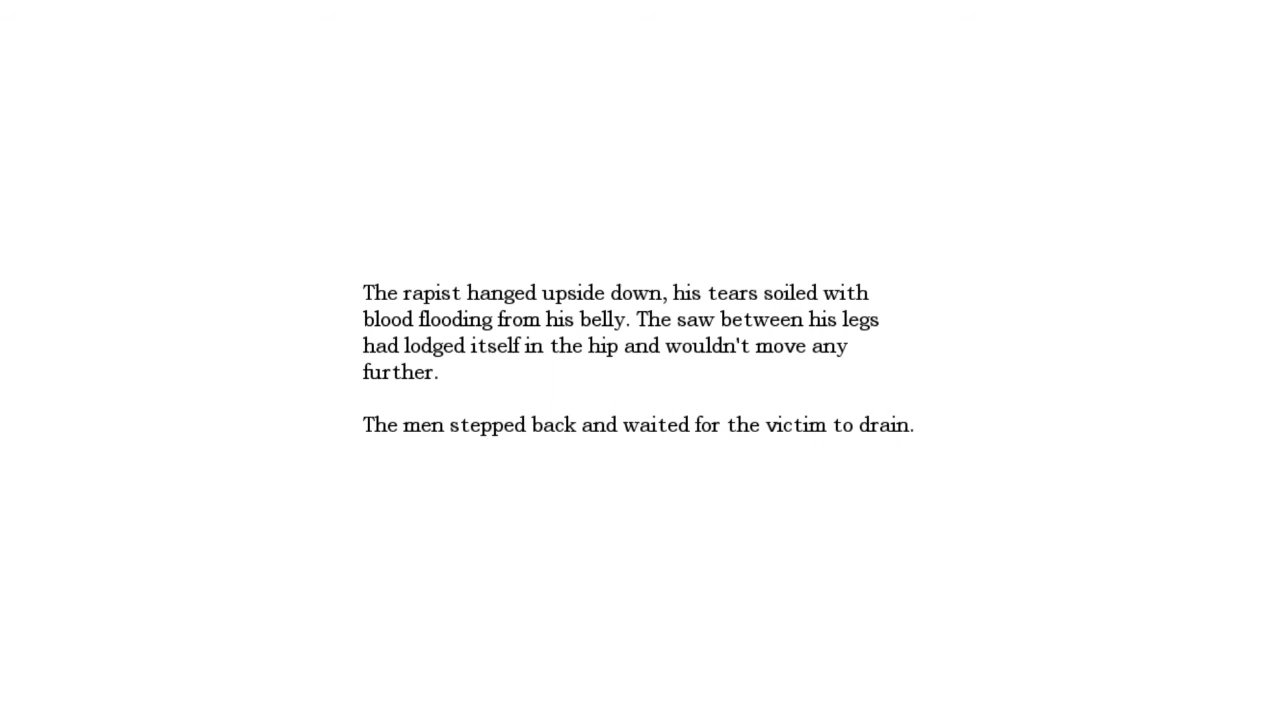 The rapist hanged upside down, his tears soiled with
blood flooding from his belly. The saw between his legs
had lodged itself in the hip and wouldn't move any
further.
The men stepped back and waited for the victim to drain.